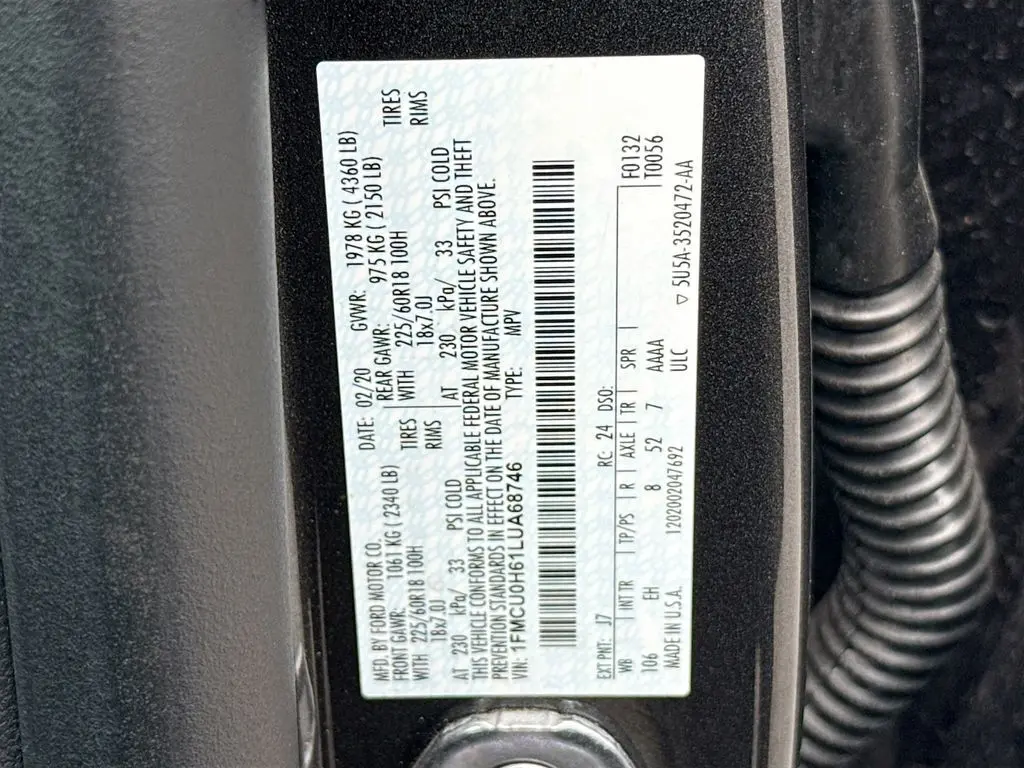 MFD. BY FORD MOTOR CO.
DATE: 02/20 GVWR: 1978 KG ( 4360 LB)
FRONT GAWR: 1061 KG ( 2340 LB) REAR GAWR: 975 KG ( 2150 LB)
WITH 225/60R18 100H TIRES WITH 225/60R18 100H TIRES
18x7.0J RIMS 18x7.0J RIMS
AT 230 kPa/ 33 PSI COLD AT 230 kPa/ 33 PSI COLD
THIS VEHICLE CONFORMS TO ALL APPLICABLE FEDERAL MOTOR VEHICLE SAFETY AND THEFT
PREVENTION STANDARDS IN EFFECT ON THE DATE OF MANUFACTURE SHOWN ABOVE.
VIN: 1FMCU0H61LUA68746 TYPE: MPV
EXT PNT: J7 RC: 24 DSO: F0132
WB INT TR TP/PS R AXLE TR SPR T0056
106 EH 8 52 7 AAAA
MADE IN U.S.A. 1202002047692 ULC ▽ 5U5A-3520472-AA